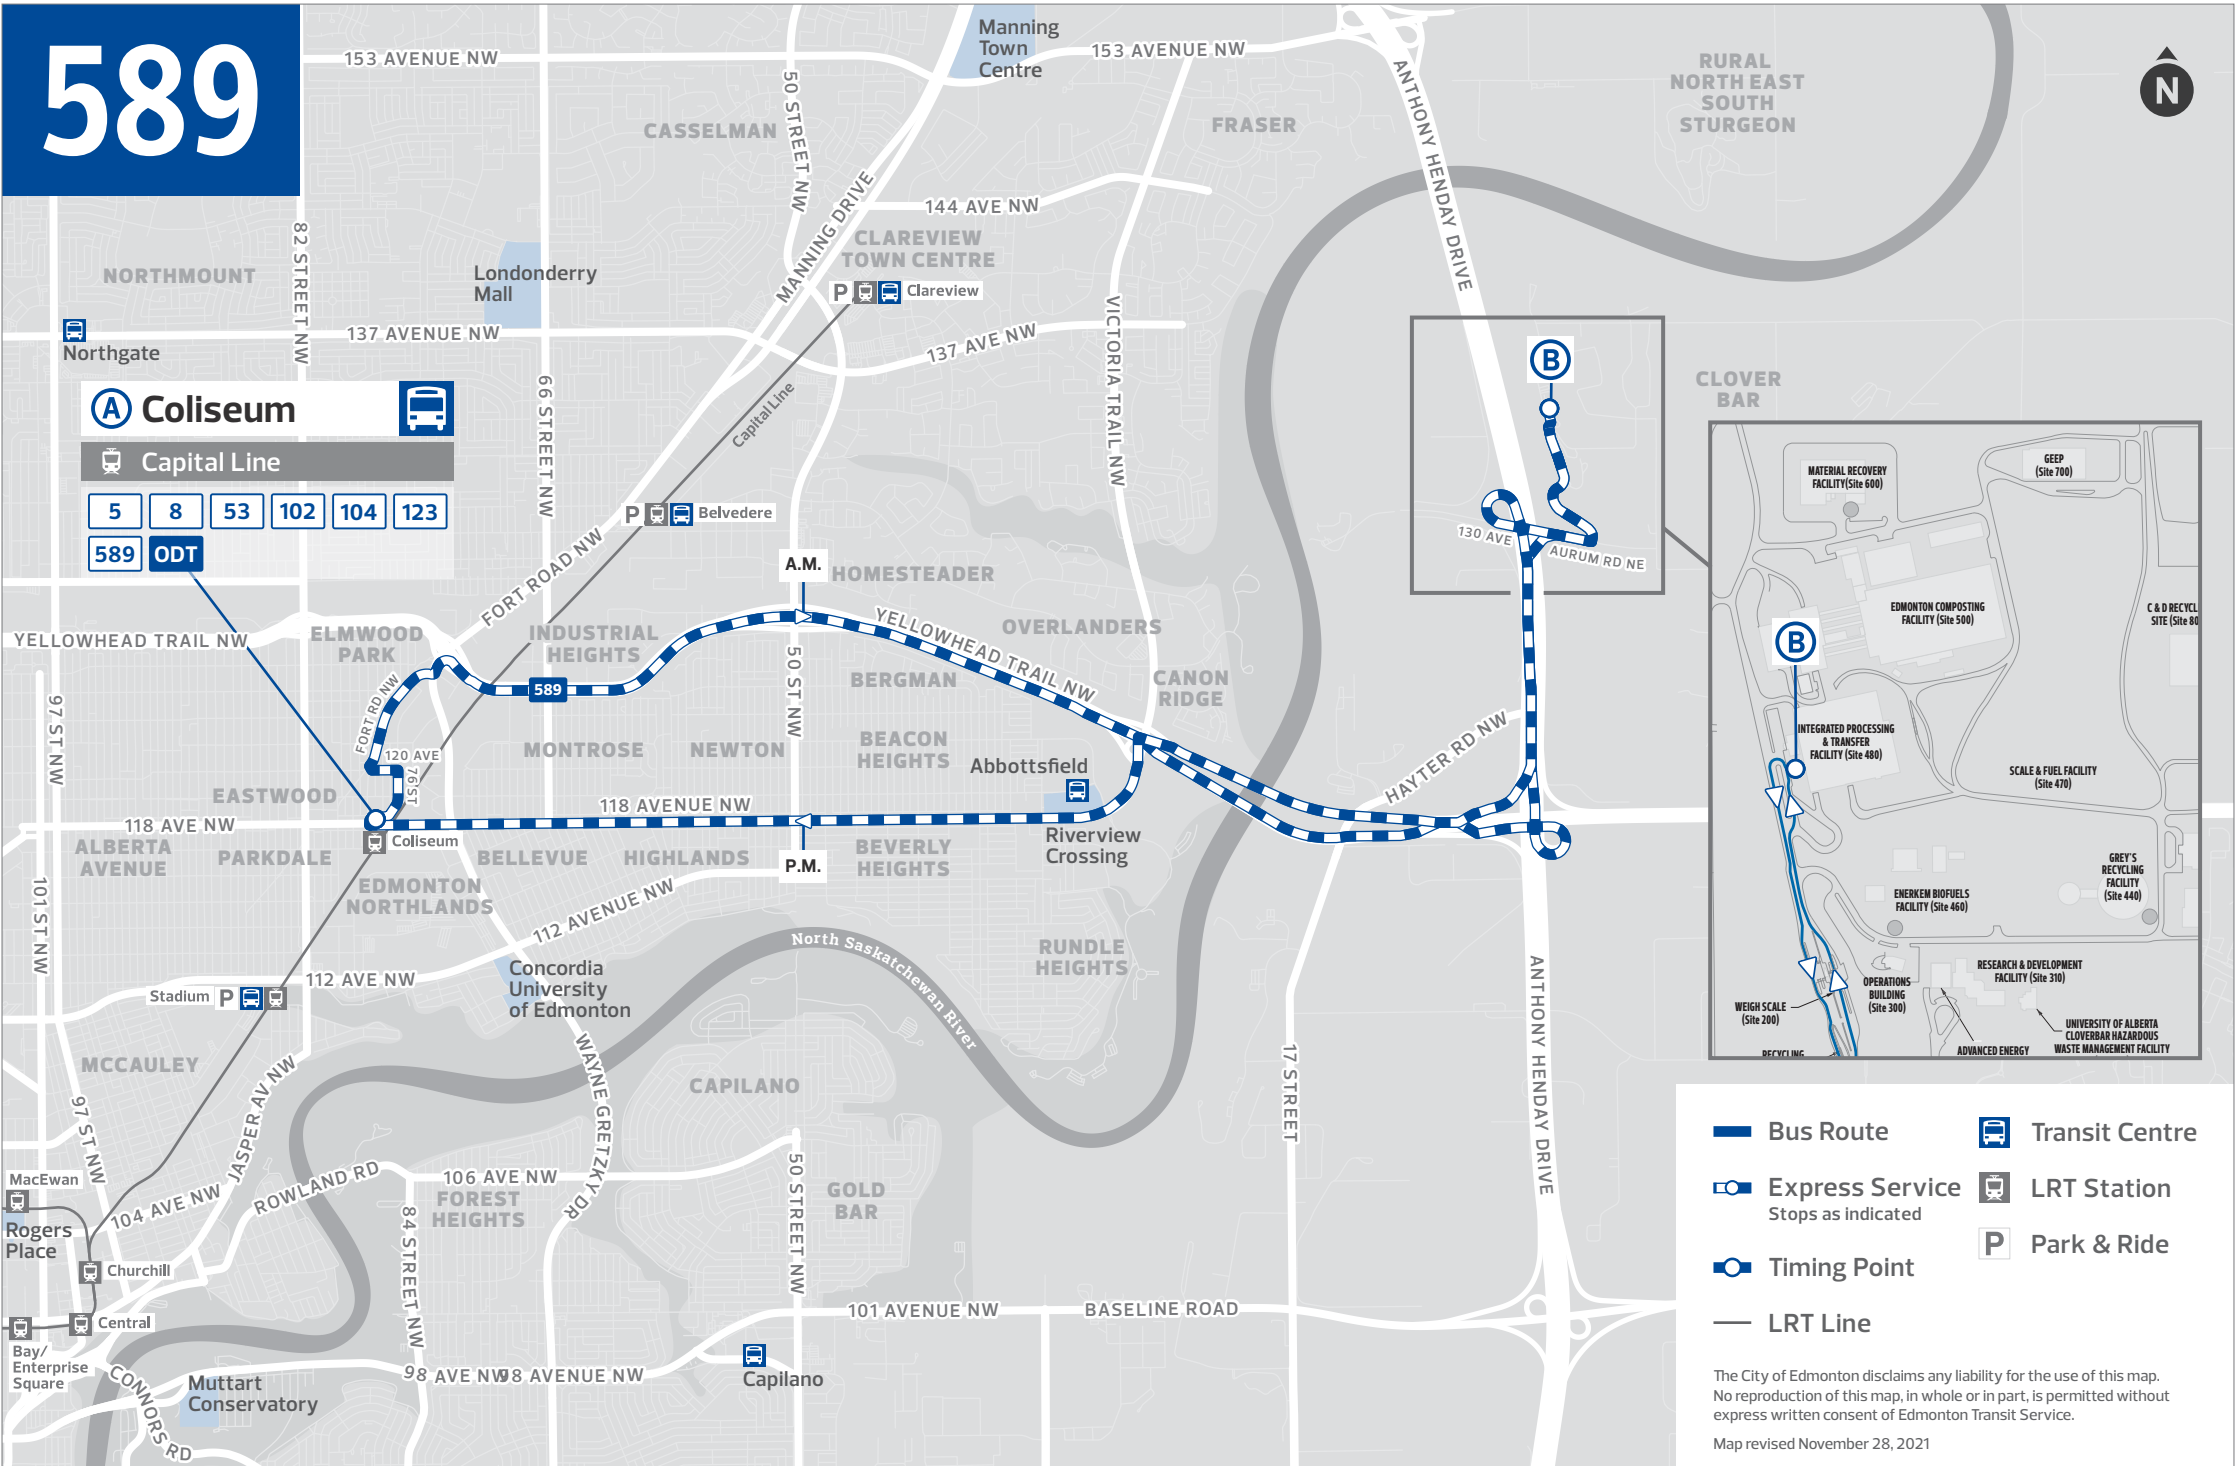 589
153 AVENUE NW
Manning
Town
Centre
153 AVENUE NW
50 STREET NW
ANTHONY HENDAY DRIVE
RURAL
NORTH EAST
SOUTH
STURGEON
N
CASSELMAN
FRASER
MANNING DRIVE
144 AVE NW
82 STREET NW
CLAREVIEW
TOWN CENTRE
NORTHMOUNT
Londonderry
Mall
P
Clareview
VICTORIA TRAIL NW
Northgate
137 AVENUE NW
137 AVE NW
B
66 STREET NW
CLOVER
BAR
A Coliseum
Capital Line
Capital Line
5
8
53
102
104
123
589
ODT
P
Belvedere
FORT ROAD NW
130 AVE
AURUM RD NE
A.M.
HOMESTEADER
YELLOWHEAD TRAIL NW
ELMWOOD
PARK
INDUSTRIAL
HEIGHTS
YELLOWHEAD TRAIL NW
OVERLANDERS
589
50 ST NW
BERGMAN
CANON
RIDGE
97 ST NW
FORT RD NW
120 AVE
76 ST
MONTROSE
NEWTON
BEACON
HEIGHTS
Abbottsfield
HAYTER RD NW
EASTWOOD
118 AVENUE NW
118 AVE NW
Coliseum
ALBERTA
AVENUE
PARKDALE
BELLEVUE
HIGHLANDS
P.M.
BEVERLY
HEIGHTS
Riverview
Crossing
EDMONTON
NORTHLANDS
101 ST NW
112 AVENUE NW
North Saskatchewan River
RUNDLE
HEIGHTS
112 AVE NW
Concordia
University
of Edmonton
Stadium P
ANTHONY HENDAY DRIVE
MCCAULEY
WAYNE GRETZKY DR
CAPILANO
17 STREET
97 ST NW
JASPER AV NW
MacEwan
Rogers
Place
104 AVE NW
ROWLAND RD
106 AVE NW
FOREST
HEIGHTS
84 STREET NW
50 STREET NW
GOLD
BAR
Churchill
Central
Bay/
Enterprise
Square
101 AVENUE NW
BASELINE ROAD
CONNORS RD
Muttart
Conservatory
98 AVE NW
98 AVENUE NW
Capilano
MATERIAL RECOVERY
FACILITY(Site 600)
GEEP
(Site 700)
EDMONTON COMPOSTING
FACILITY (Site 500)
C & D RECYCL
SITE (Site 80
B
INTEGRATED PROCESSING
& TRANSFER
FACILITY (Site 480)
SCALE & FUEL FACILITY
(Site 470)
GREY'S
RECYCLING
FACILITY
(Site 440)
ENERKEM BIOFUELS
FACILITY (Site 460)
RESEARCH & DEVELOPMENT
FACILITY (Site 310)
OPERATIONS
BUILDING
(Site 300)
WEIGH SCALE
(Site 200)
UNIVERSITY OF ALBERTA
CLOVERBAR HAZARDOUS
WASTE MANAGEMENT FACILITY
ADVANCED ENERGY
RECYCLING
Bus Route
Express Service
Stops as indicated
Timing Point
LRT Line
Transit Centre
LRT Station
P Park & Ride
The City of Edmonton disclaims any liability for the use of this map.
No reproduction of this map, in whole or in part, is permitted without
express written consent of Edmonton Transit Service.
Map revised November 28, 2021